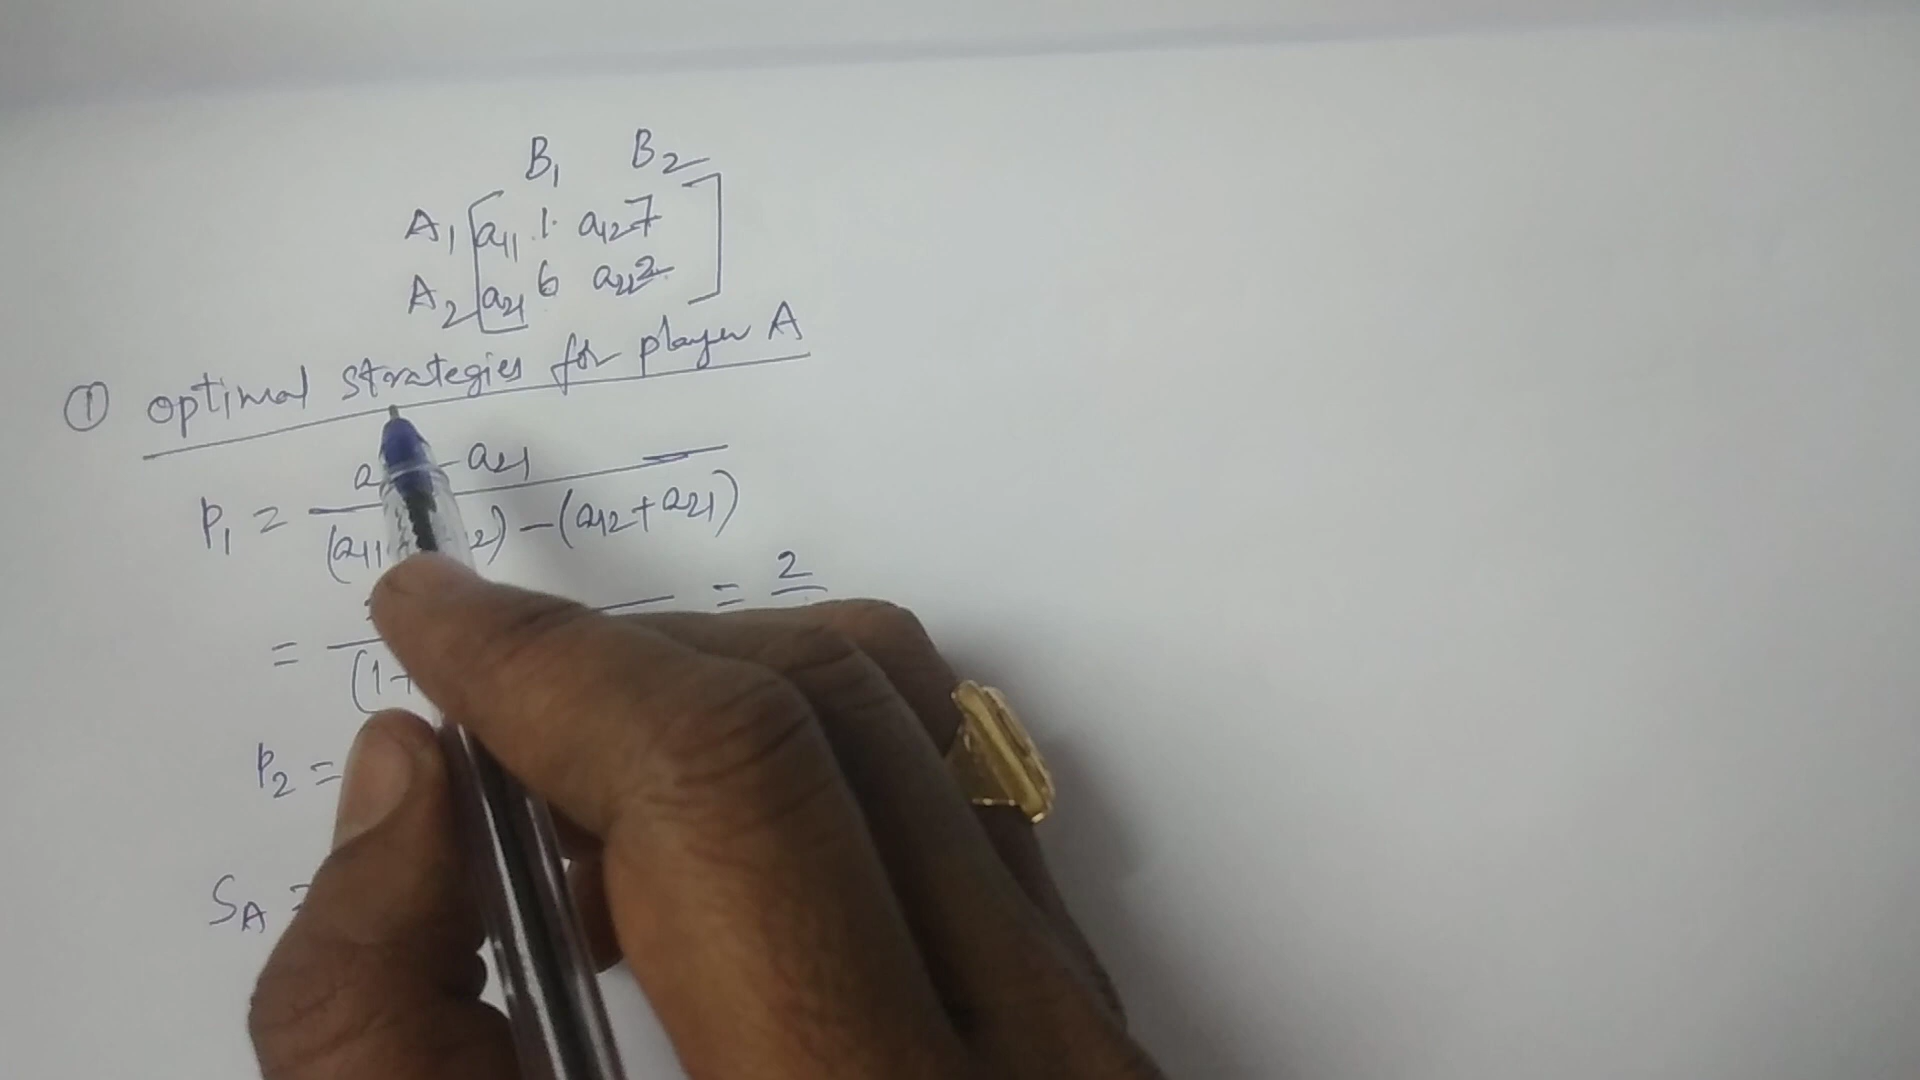 B1 B2
A1 [a11 1 a12 7
A2 a21 6 a22 2 ]
① optimal strategies for player A
P1 = a - a21
(a11 2) - (a12 + a21)
= = 2
(1+
P2 =
SA =